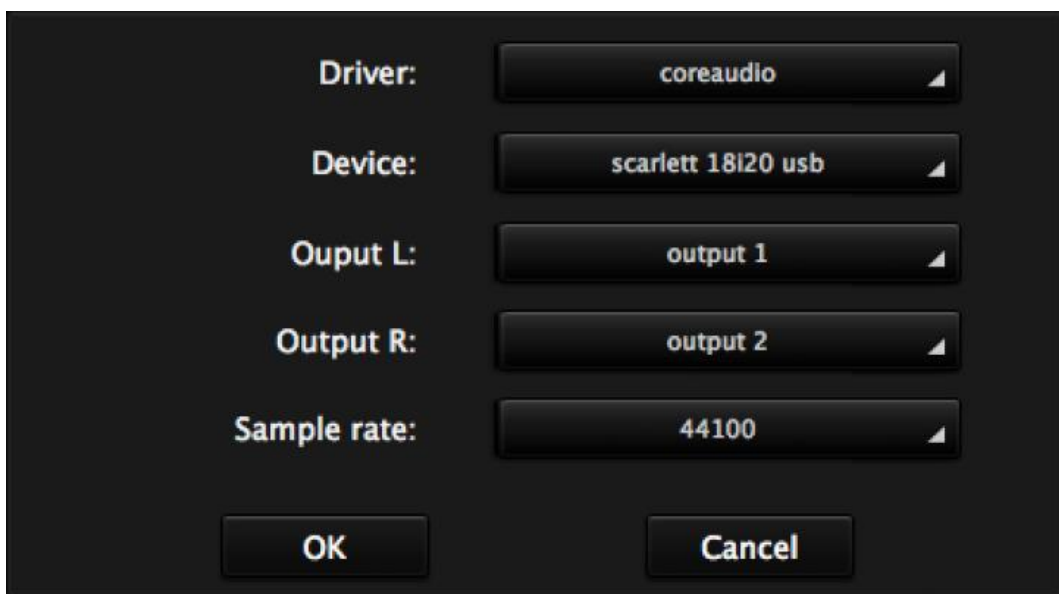 Driver: coreaudio
Device: scarlett 18i20 usb
Ouput L: output 1
Output R: output 2
Sample rate: 44100
OK Cancel